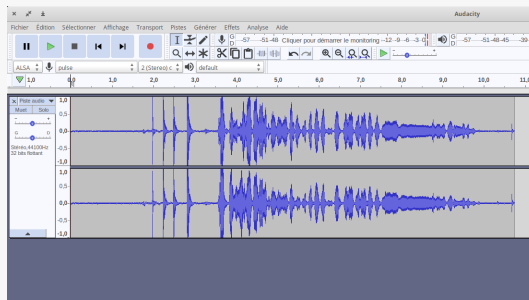 Audacity
Fichier Édition Sélectionner Affichage Transport Pistes Générer Effets Analyse Aide
G -57 -51 -48 Cliquer pour démarrer le monitoring -12 -9 -6 -3 G -57 -51 -48 -45 -39
D D
ALSA pulse 2 (Stereo) c default
1,0 0,0 1,0 2,0 3,0 4,0 5,0 6,0 7,0 8,0 9,0 10,0 11,0
Piste audio 1,0
Muet Solo 0,5
- + 0,0
G D -0,5
Stéréo,44100Hz
32 bits flottant -1,0
1,0
0,5
0,0
-0,5
-1,0